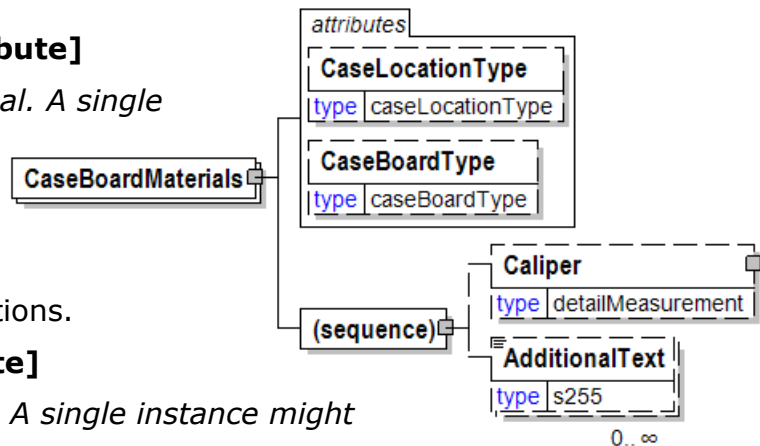 bute]
al. A single
tions.
te]
A single instance might
CaseBoardMaterials
attributes
CaseLocationType
type caseLocationType
CaseBoardType
type caseBoardType
(sequence)
Caliper
type detailMeasurement
AdditionalText
type s255
0..∞